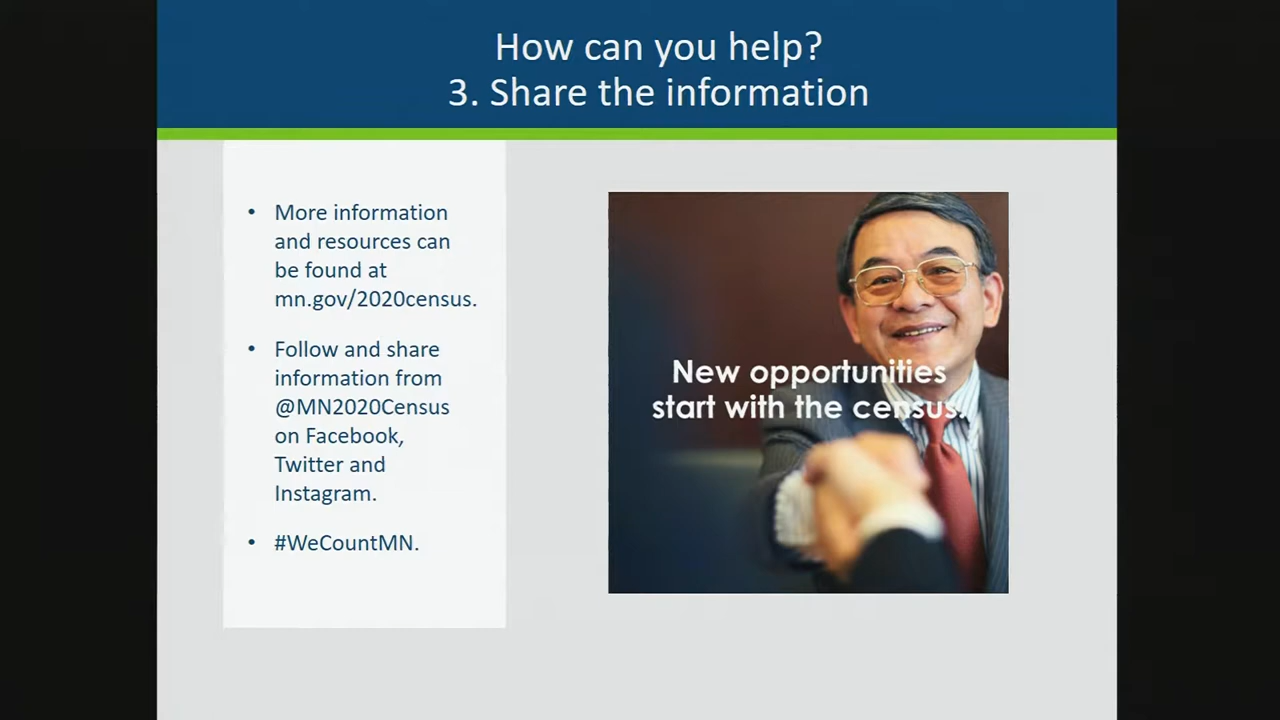 How can you help?
3. Share the information
• More information
and resources can
be found at
mn.gov/2020census.
• Follow and share
information from
@MN2020Census
on Facebook,
Twitter and
Instagram.
• #WeCountMN.
New opportunities
start with the census.